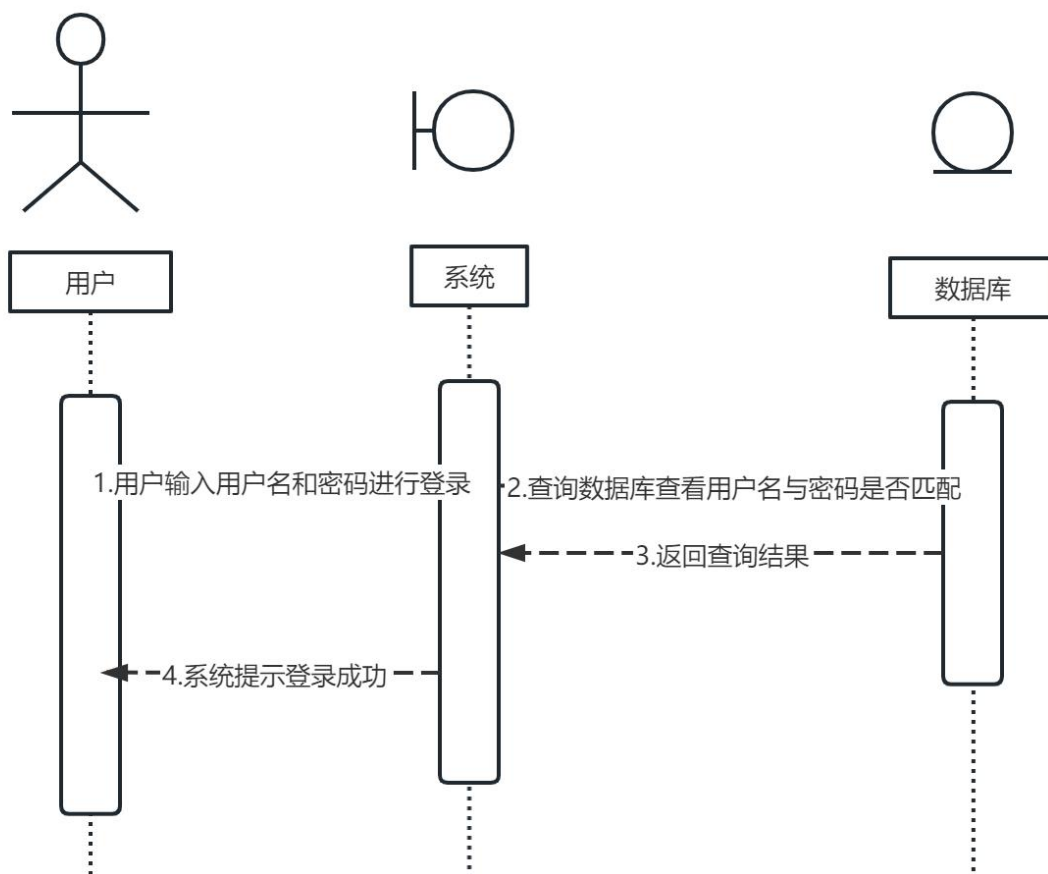 用户
系统
数据库
1.用户输入用户名和密码进行登录
2.查询数据库查看用户名与密码是否匹配
3.返回查询结果
4.系统提示登录成功